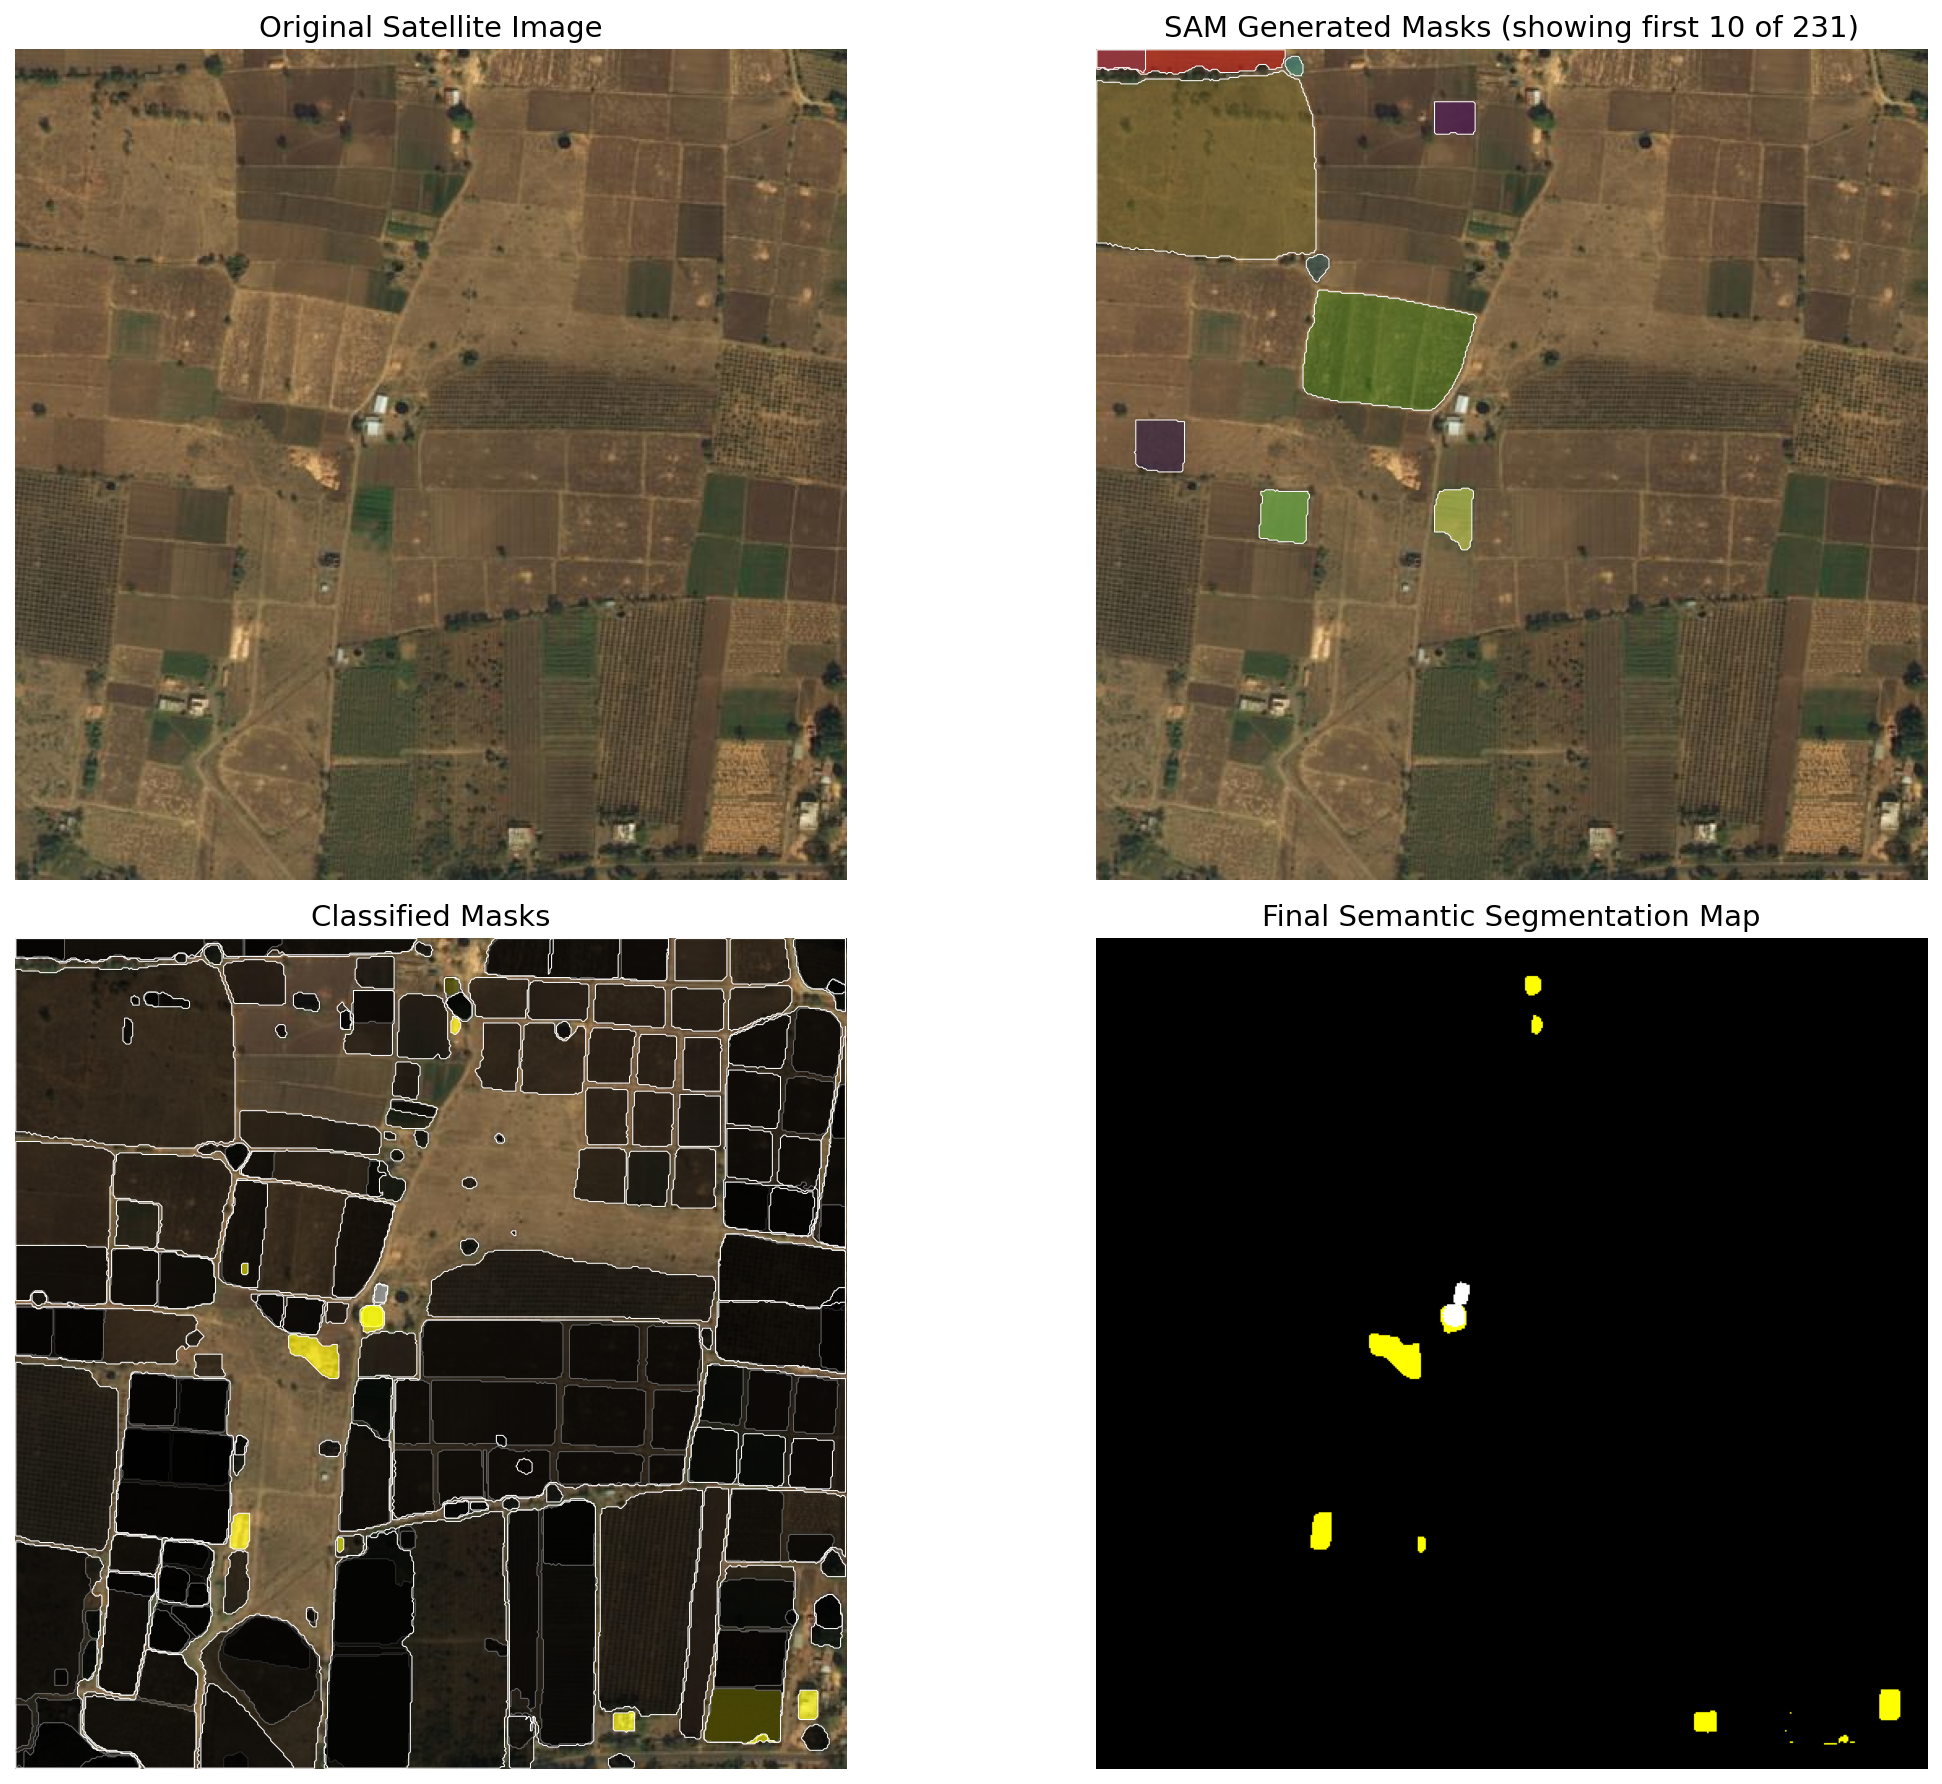 Original Satellite Image
SAM Generated Masks (showing first 10 of 231)
Classified Masks
Final Semantic Segmentation Map